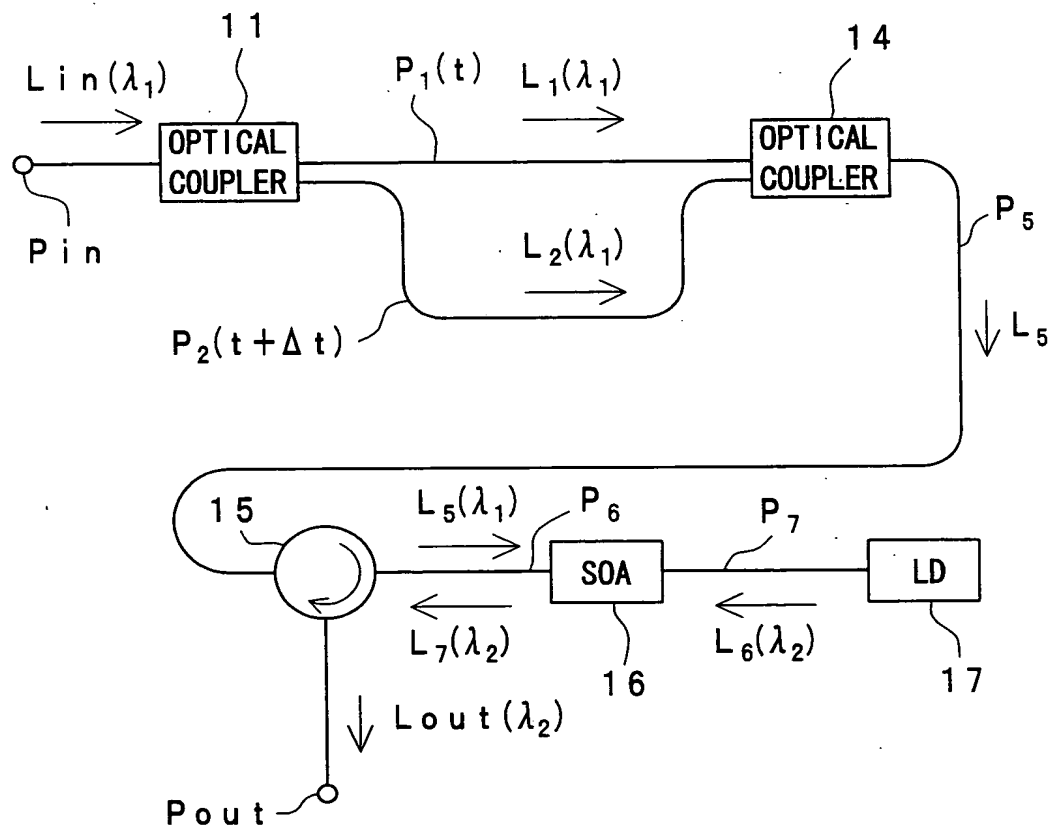 11
14
Lin(λ₁)
P₁(t)
L₁(λ₁)
OPTICAL
COUPLER
OPTICAL
COUPLER
Pin
L₂(λ₁)
P₅
P₂(t+Δt)
L₅
15
L₅(λ₁)
P₆
P₇
SOA
LD
L₇(λ₂)
L₆(λ₂)
16
17
Lout(λ₂)
Pout